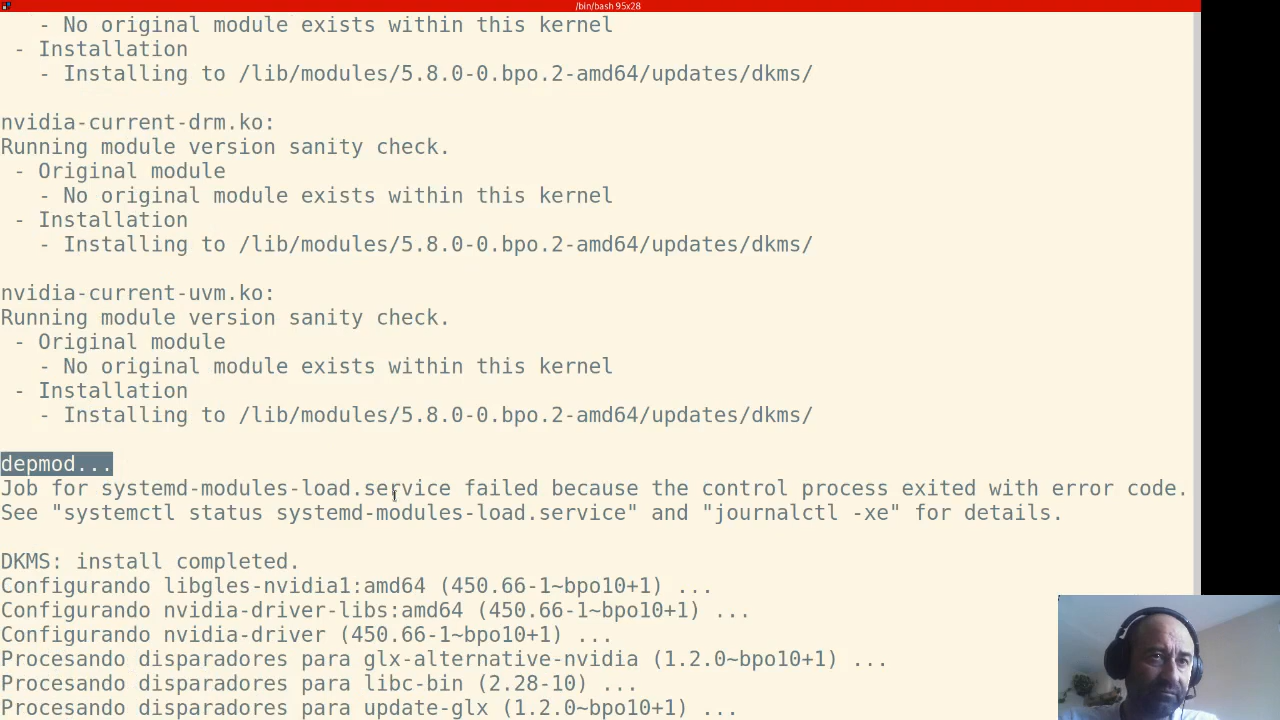 /bin/bash 95x28
- No original module exists within this kernel
- Installation
- Installing to /lib/modules/5.8.0-0.bpo.2-amd64/updates/dkms/
nvidia-current-drm.ko:
Running module version sanity check.
- Original module
- No original module exists within this kernel
- Installation
- Installing to /lib/modules/5.8.0-0.bpo.2-amd64/updates/dkms/
nvidia-current-uvm.ko:
Running module version sanity check.
- Original module
- No original module exists within this kernel
- Installation
- Installing to /lib/modules/5.8.0-0.bpo.2-amd64/updates/dkms/
depmod...
Job for systemd-modules-load.service failed because the control process exited with error code.
See "systemctl status systemd-modules-load.service" and "journalctl -xe" for details.
DKMS: install completed.
Configurando libgles-nvidia1:amd64 (450.66-1~bpo10+1) ...
Configurando nvidia-driver-libs:amd64 (450.66-1~bpo10+1) ...
Configurando nvidia-driver (450.66-1~bpo10+1) ...
Procesando disparadores para glx-alternative-nvidia (1.2.0~bpo10+1) ...
Procesando disparadores para libc-bin (2.28-10) ...
Procesando disparadores para update-glx (1.2.0~bpo10+1) ...